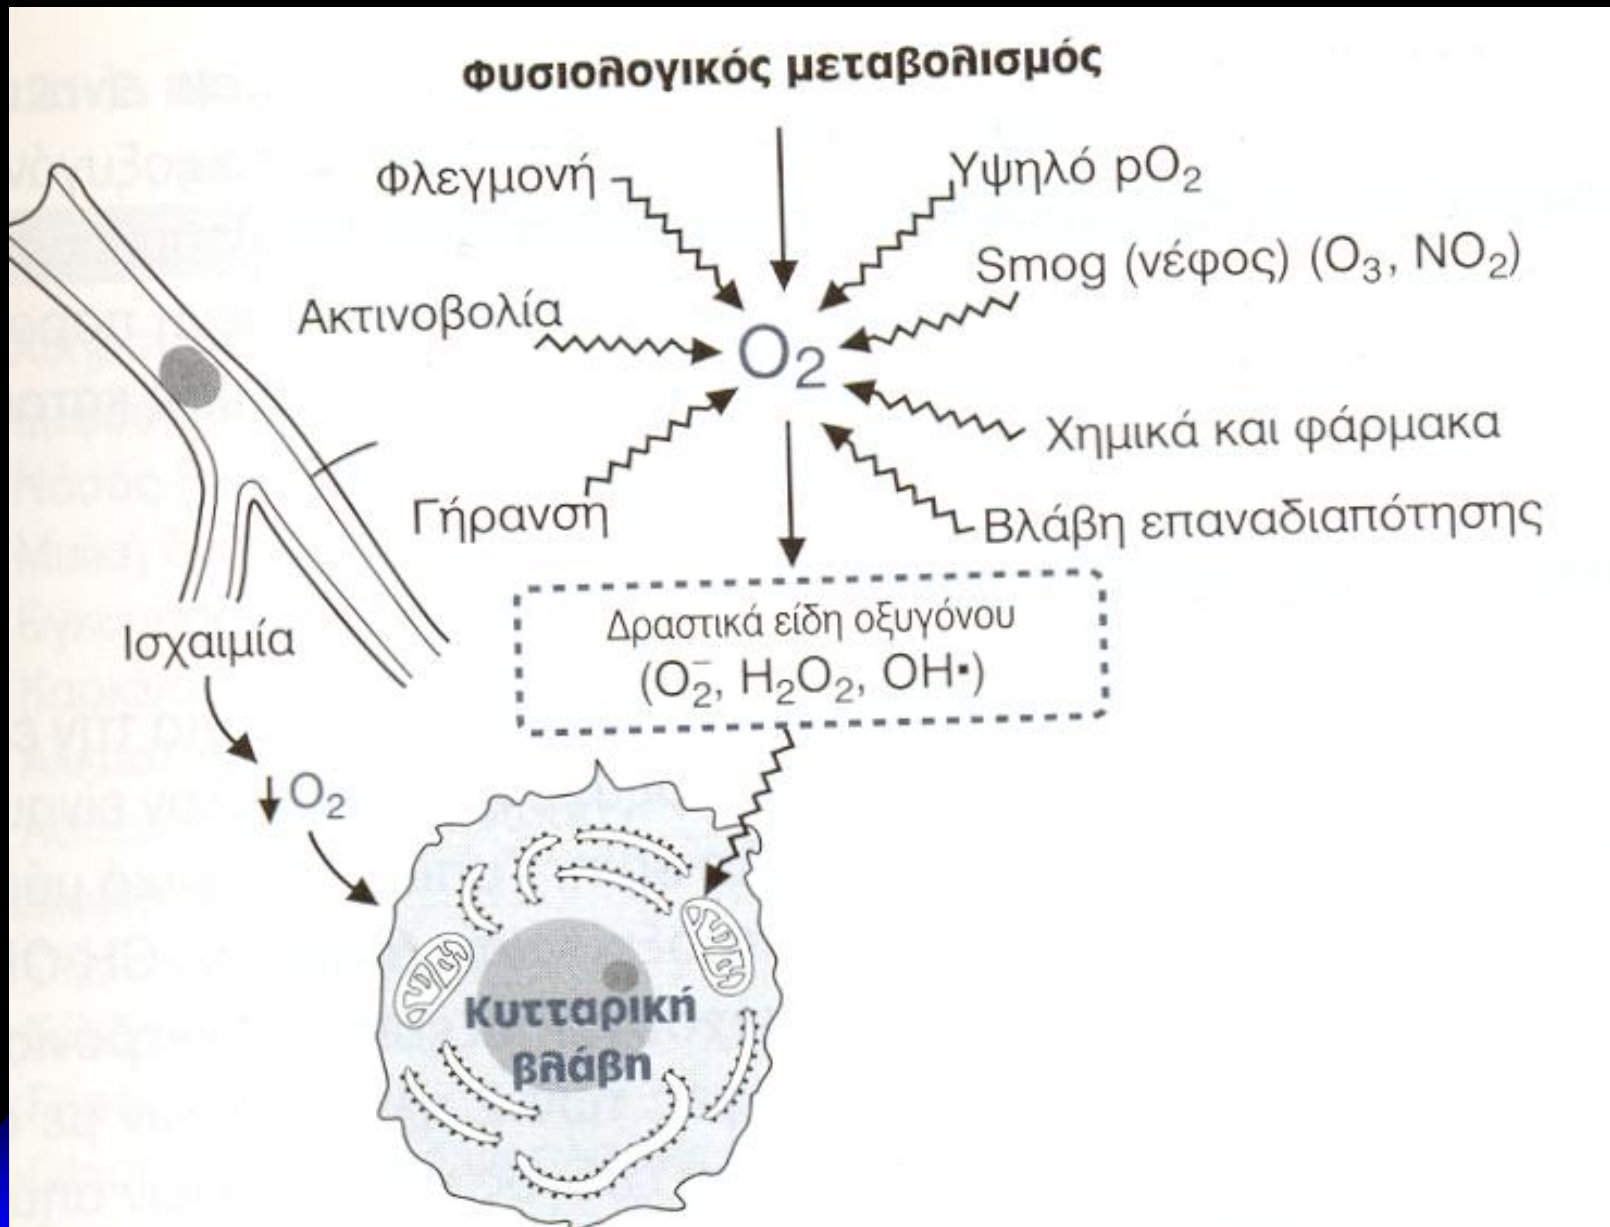 Φυσιολογικός μεταβολισμός
Φλεγμονή
Υψηλό pO₂
Smog (νέφος) (O₃, NO₂)
Ακτινοβολία
O₂
Χημικά και φάρμακα
Γήρανση
Βλάβη επαναδιαπότησης
Δραστικά είδη οξυγόνου
(O₂⁻, H₂O₂, OH•)
Ισχαιμία
↓ O₂
Κυτταρική
βλάβη